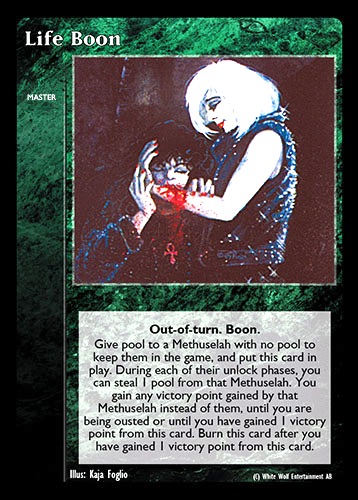 Life Boon
MASTER
Out-of-turn. Boon.
Give pool to a Methuselah with no pool to
keep them in the game, and put this card in
play. During each of their unlock phases, you
can steal 1 pool from that Methuselah. You
gain any victory point gained by that
Methuselah instead of them, until you are
being ousted or until you have gained 1 victory
point from this card. Burn this card after you
have gained 1 victory point from this card.
Illus: Kaja Foglio
(C) White Wolf Entertainment AB